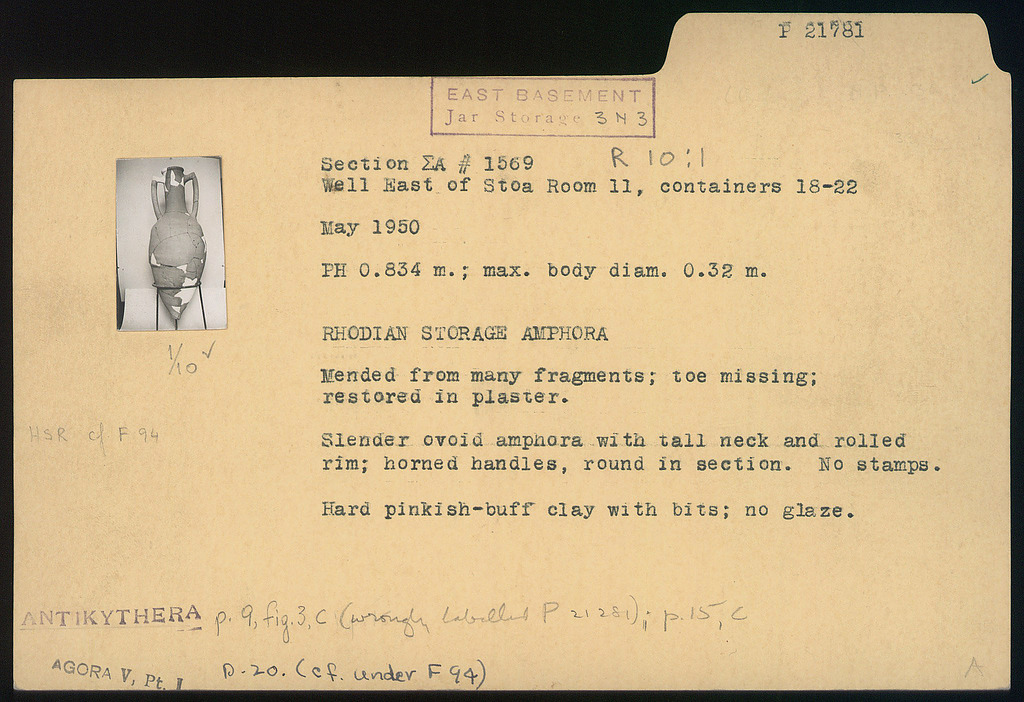 P 21781
EAST BASEMENT
Jar Storage 3 N 3
Section ΣA # 1569 R 10:1
Well East of Stoa Room 11, containers 18-22
May 1950
PH 0.834 m.; max. body diam. 0.32 m.
1/10 ✓
RHODIAN STORAGE AMPHORA
Mended from many fragments; toe missing;
restored in plaster.
HSR cf F 94
Slender ovoid amphora with tall neck and rolled
rim; horned handles, round in section. No stamps.
Hard pinkish-buff clay with bits; no glaze.
ANTIKYTHERA p. 9, fig. 3, C (wrongly labelled P 21281); p. 15, C
AGORA V, Pt. I p. 20. (cf. under F 94)
A